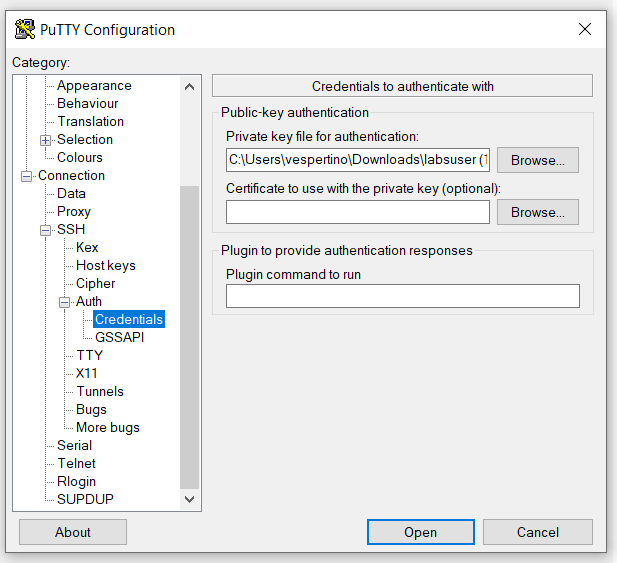 PuTTY Configuration
Category:
Appearance
Behaviour
Translation
Selection
Colours
Connection
Data
Proxy
SSH
Kex
Host keys
Cipher
Auth
Credentials
GSSAPI
TTY
X11
Tunnels
Bugs
More bugs
Serial
Telnet
Rlogin
SUPDUP
Credentials to authenticate with
Public-key authentication
Private key file for authentication:
C:\Users\vespertino\Downloads\labsuser (1
Browse...
Certificate to use with the private key (optional):
Browse...
Plugin to provide authentication responses
Plugin command to run
About
Open
Cancel